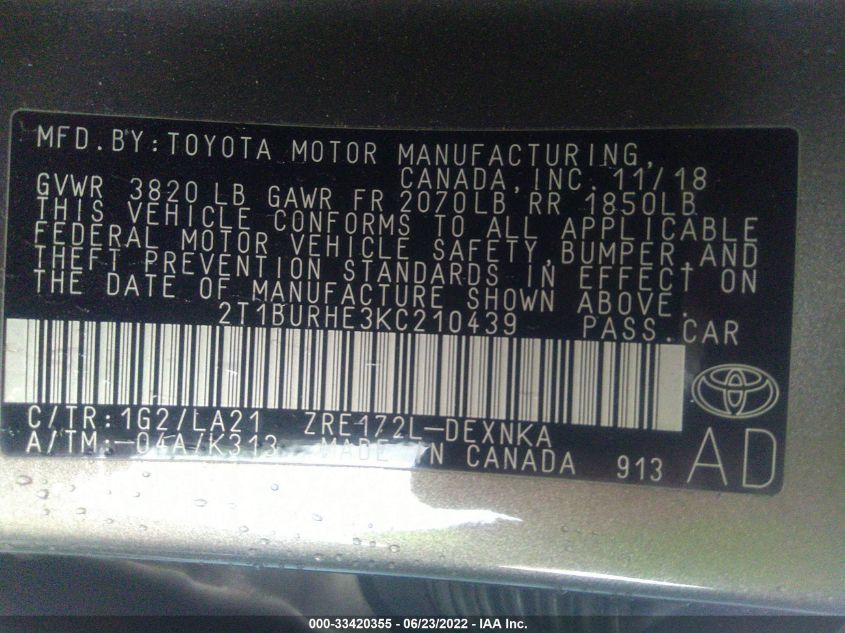 MFD.BY:TOYOTA MOTOR MANUFACTURING,
CANADA,INC. 11/18
GVWR 3820 LB GAWR FR 2070LB RR 1850LB
THIS VEHICLE CONFORMS TO ALL APPLICABLE
FEDERAL MOTOR VEHICLE SAFETY,BUMPER,AND
THEFT PREVENTION STANDARDS IN EFFECT ON
THE DATE OF MANUFACTURE SHOWN ABOVE.
2T1BURHE3KC210439 PASS.CAR
C/TR:1G2/LA21 ZRE172L-DEXNKA
A/TM:-04A/K313 MADE IN CANADA 913 AD
000-33420355 - 06/23/2022 - IAA Inc.